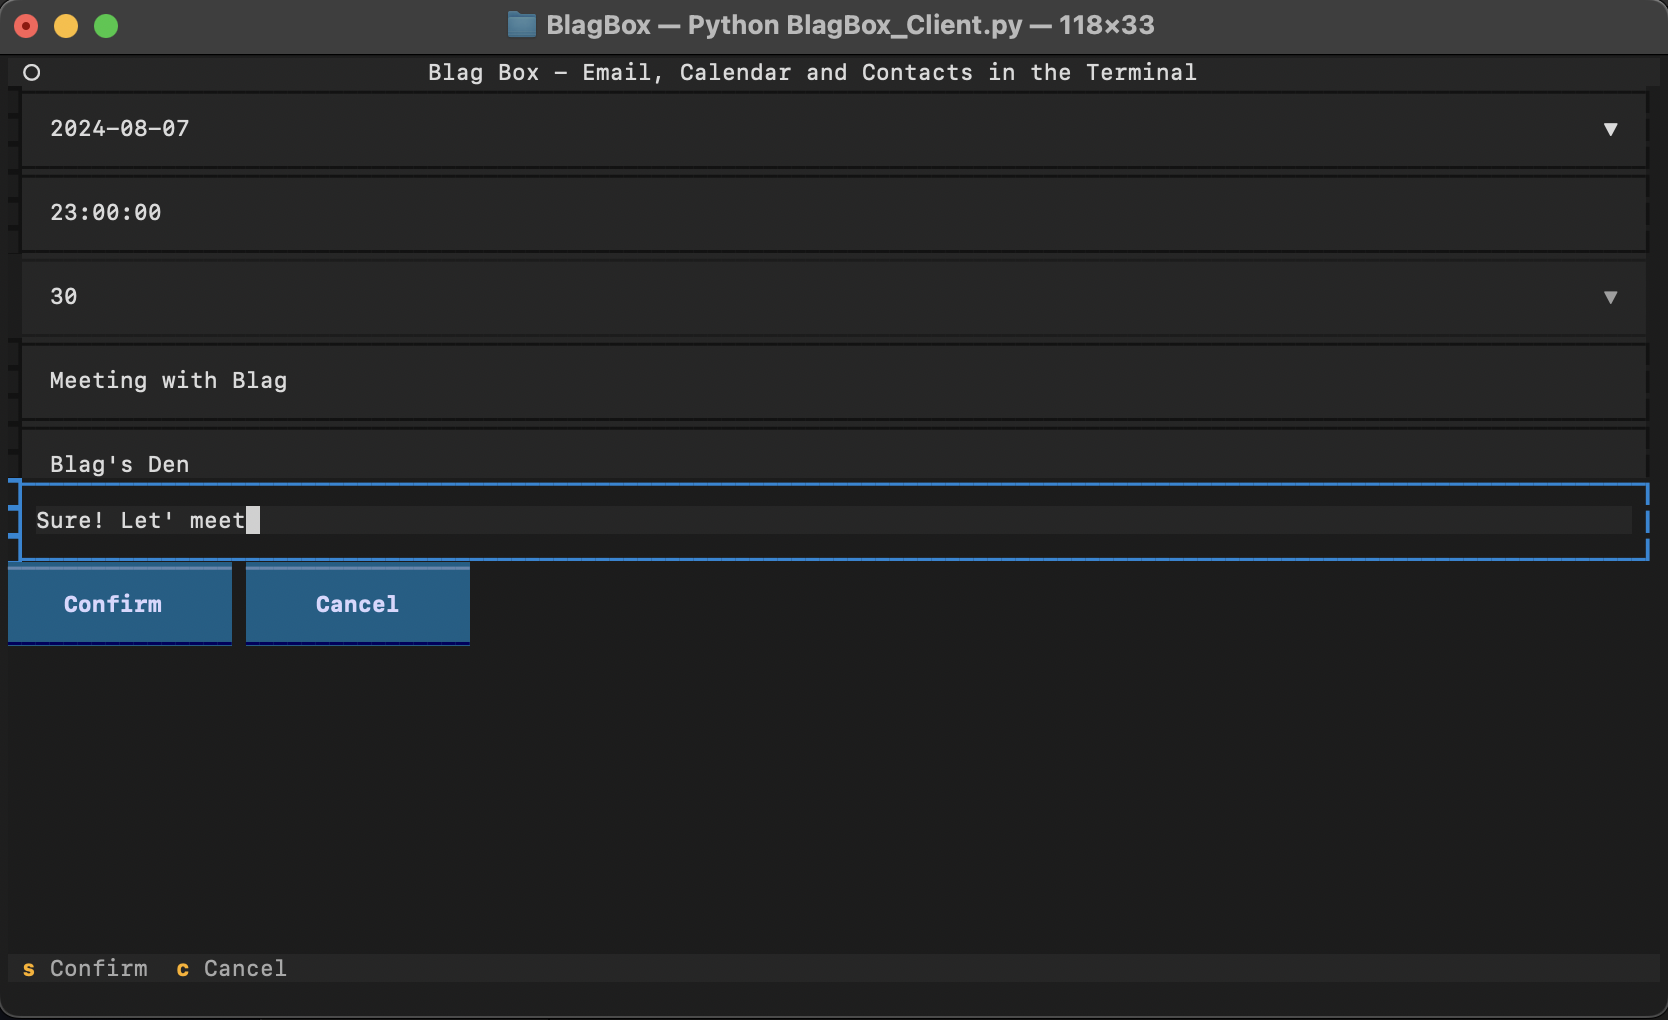 BlagBox — Python BlagBox_Client.py — 118×33
Blag Box – Email, Calendar and Contacts in the Terminal
2024-08-07
23:00:00
30
Meeting with Blag
Blag's Den
Sure! Let' meet
Confirm Cancel
s Confirm c Cancel